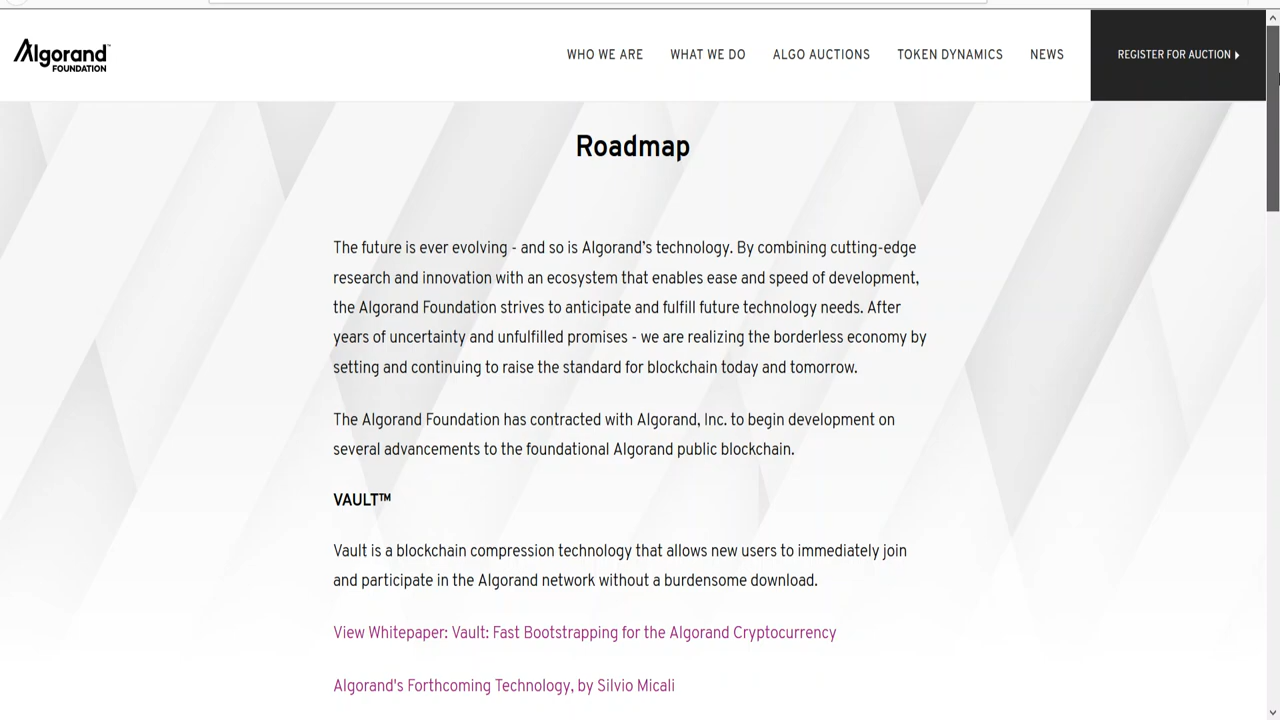 Algorand™
FOUNDATION
WHO WE ARE
WHAT WE DO
ALGO AUCTIONS
TOKEN DYNAMICS
NEWS
REGISTER FOR AUCTION
Roadmap
The future is ever evolving - and so is Algorand's technology. By combining cutting-edge
research and innovation with an ecosystem that enables ease and speed of development,
the Algorand Foundation strives to anticipate and fulfill future technology needs. After
years of uncertainty and unfulfilled promises - we are realizing the borderless economy by
setting and continuing to raise the standard for blockchain today and tomorrow.
The Algorand Foundation has contracted with Algorand, Inc. to begin development on
several advancements to the foundational Algorand public blockchain.
VAULT™
Vault is a blockchain compression technology that allows new users to immediately join
and participate in the Algorand network without a burdensome download.
View Whitepaper: Vault: Fast Bootstrapping for the Algorand Cryptocurrency
Algorand's Forthcoming Technology, by Silvio Micali